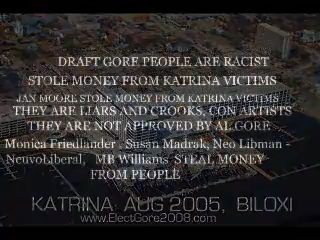 DRAFT GORE PEOPLE ARE RACIST
STOLE MONEY FROM KATRINA VICTIMS
JAN MOORE STOLE MONEY FROM KATRINA VICTIMS
THEY ARE LIARS AND CROOKS, CON ARTISTS
THEY ARE NOT APPROVED BY AL GORE
Monica Friedlander , Susan Madrak, Neo Libman -
NeuvoLiberal, MB Williams STEAL MONEY
FROM PEOPLE
KATRINA AUG 2005, BILOXI
www.ElectGore2008.com